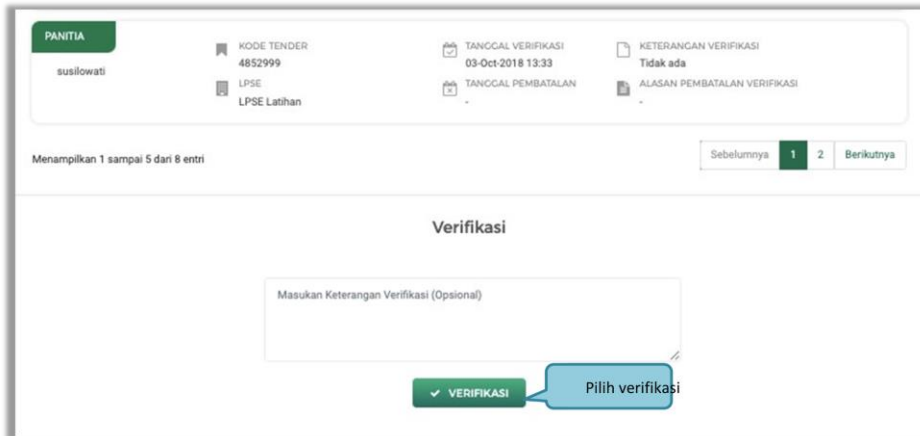 PANITIA
susilowati
KODE TENDER
4852999
LPSE
LPSE Latihan
TANGGAL VERIFIKASI
03-Oct-2018 13:33
TANGGAL PEMBATALAN
-
KETERANGAN VERIFIKASI
Tidak ada
ALASAN PEMBATALAN VERIFIKASI
-
Menampilkan 1 sampai 5 dari 8 entri
Sebelumnya 1 2 Berikutnya
Verifikasi
Masukan Keterangan Verifikasi (Opsional)
VERIFIKASI
Pilih verifikasi